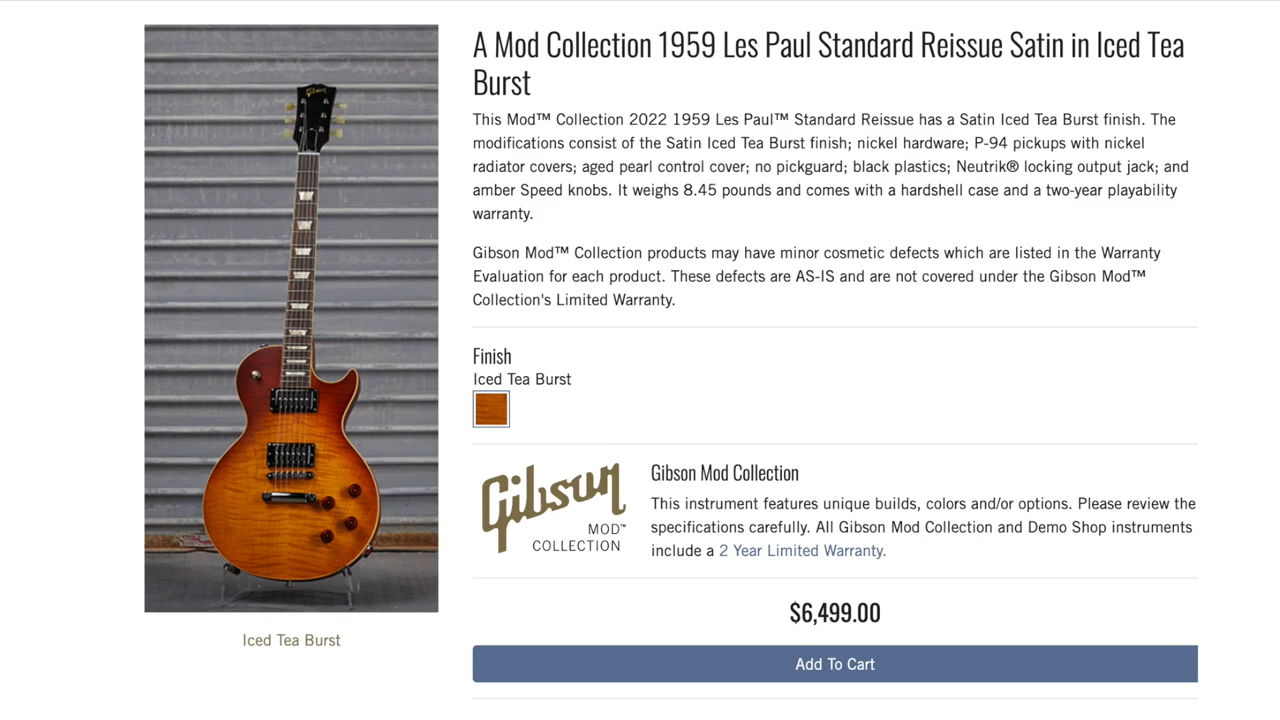 A Mod Collection 1959 Les Paul Standard Reissue Satin in Iced Tea
Burst
This Mod™ Collection 2022 1959 Les Paul™ Standard Reissue has a Satin Iced Tea Burst finish. The
modifications consist of the Satin Iced Tea Burst finish; nickel hardware; P-94 pickups with nickel
radiator covers; aged pearl control cover; no pickguard; black plastics; Neutrik® locking output jack; and
amber Speed knobs. It weighs 8.45 pounds and comes with a hardshell case and a two-year playability
warranty.
Gibson Mod™ Collection products may have minor cosmetic defects which are listed in the Warranty
Evaluation for each product. These defects are AS-IS and are not covered under the Gibson Mod™
Collection's Limited Warranty.
Finish
Iced Tea Burst
Gibson
MOD™
COLLECTION
Gibson Mod Collection
This instrument features unique builds, colors and/or options. Please review the
specifications carefully. All Gibson Mod Collection and Demo Shop instruments
include a 2 Year Limited Warranty.
$6,499.00
Add To Cart
Gibson
Iced Tea Burst